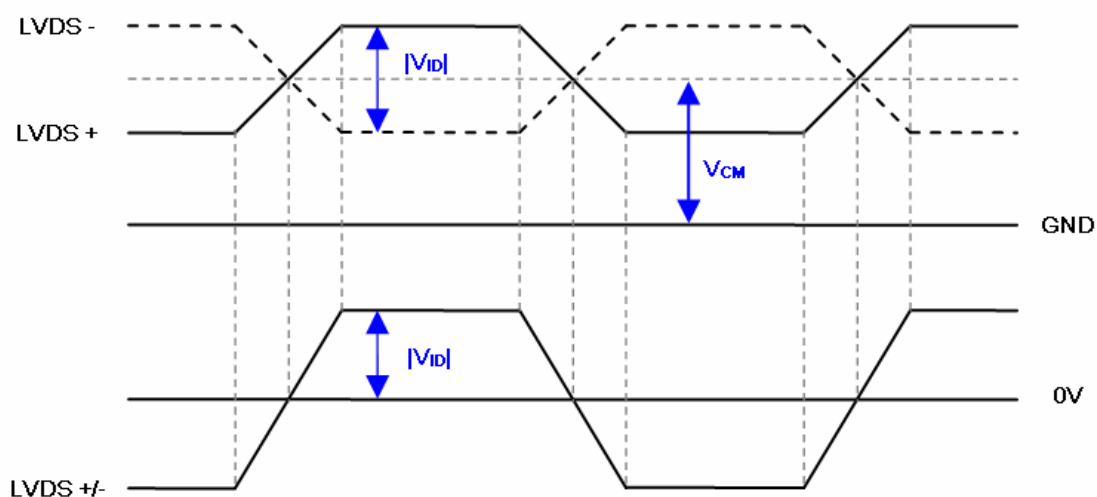 LVDS -
|VID|
LVDS +
VCM
GND
|VID|
0V
LVDS +/-